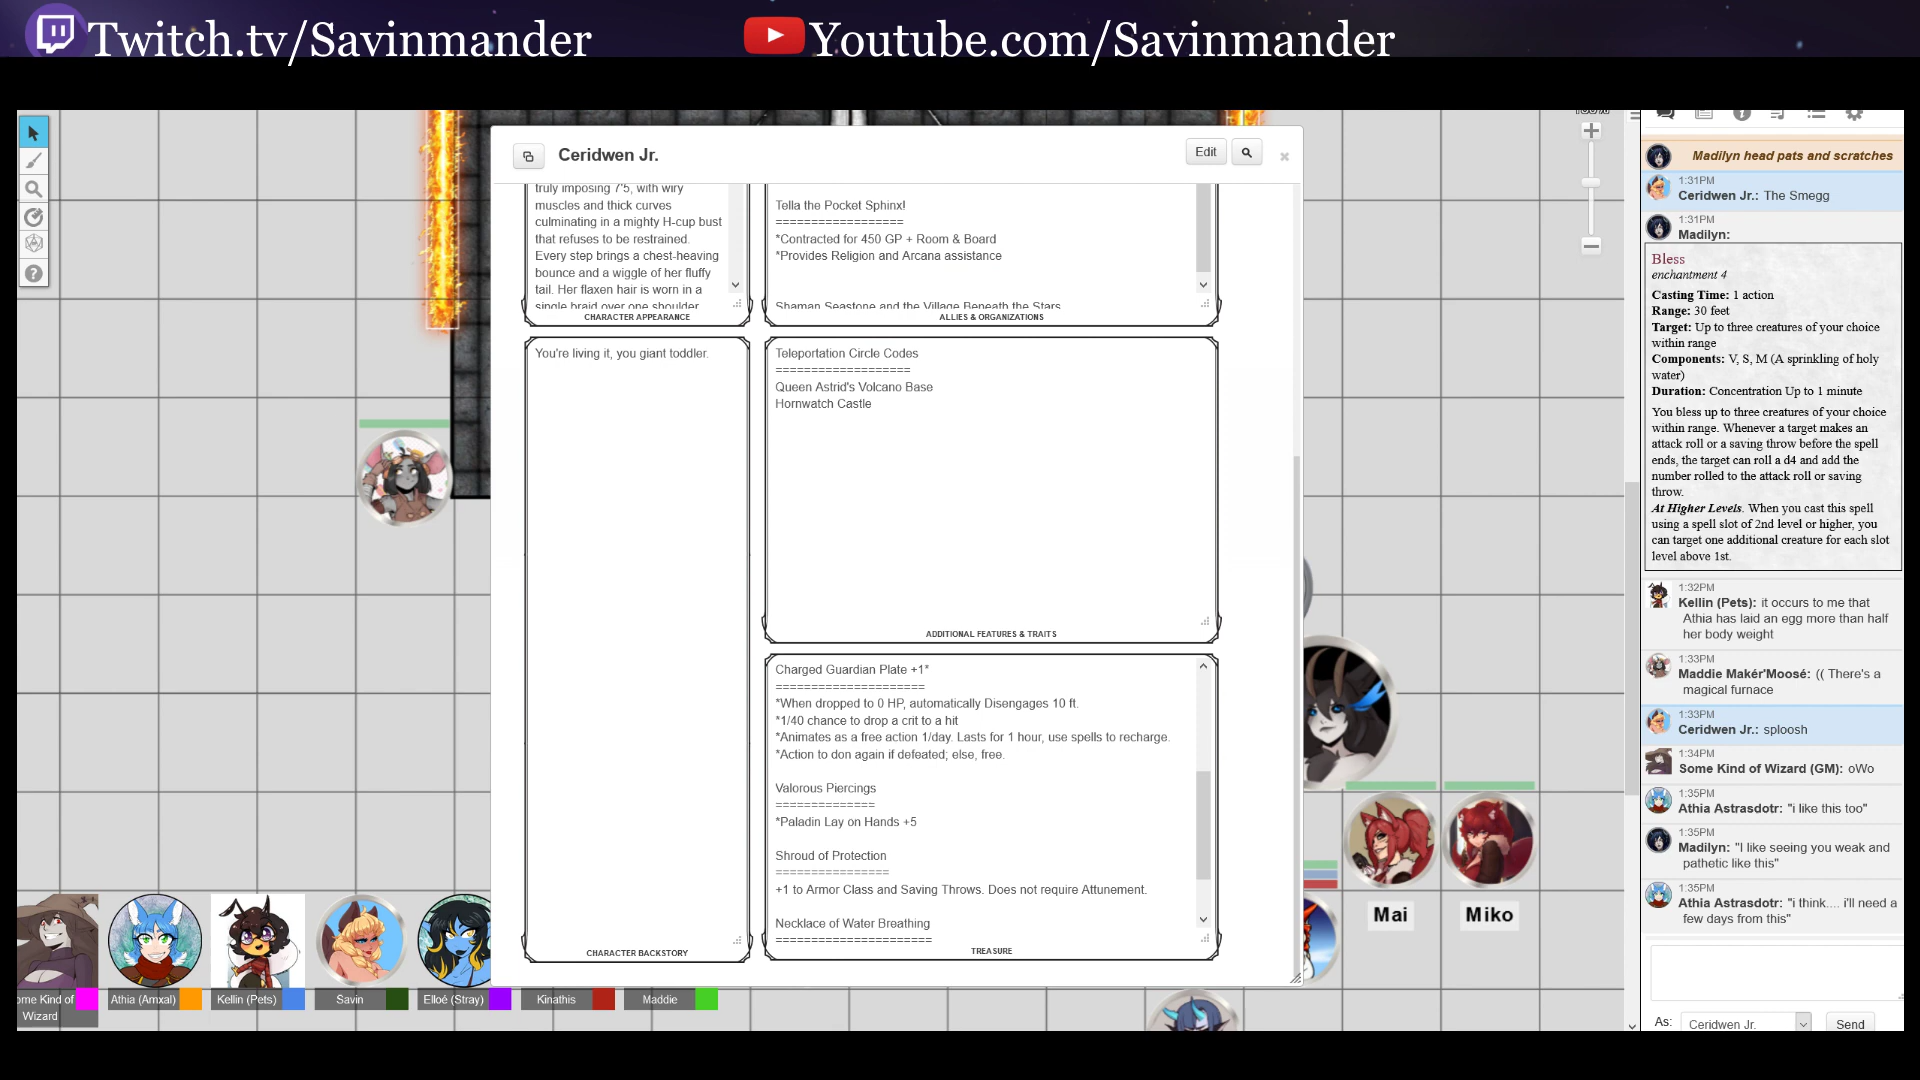 Twitch.tv/Savinmander
Youtube.com/Savinmander
Ceridwen Jr.
Edit
truly imposing 7'5, with wiry
muscles and thick curves
culminating in a mighty H-cup bust
that refuses to be restrained.
Every step brings a chest-heaving
bounce and a wiggle of her fluffy
tail. Her flaxen hair is worn in a
single braid over one shoulder
CHARACTER APPEARANCE
Tella the Pocket Sphinx!
==================
*Contracted for 450 GP + Room & Board
*Provides Religion and Arcana assistance
Shaman Seastone and the Village Beneath the Stars
ALLIES & ORGANIZATIONS
You're living it, you giant toddler.
CHARACTER BACKSTORY
Teleportation Circle Codes
===================
Queen Astrid's Volcano Base
Hornwatch Castle
ADDITIONAL FEATURES & TRAITS
Charged Guardian Plate +1*
=====================
*When dropped to 0 HP, automatically Disengages 10 ft.
*1/40 chance to drop a crit to a hit
*Animates as a free action 1/day. Lasts for 1 hour, use spells to recharge.
*Action to don again if defeated; else, free.
Valorous Piercings
==============
*Paladin Lay on Hands +5
Shroud of Protection
================
+1 to Armor Class and Saving Throws. Does not require Attunement.
Necklace of Water Breathing
======================
TREASURE
Mai
Miko
ome Kind of
Wizard
Athia (Amxal)
Kellin (Pets)
Savin
Elloé (Stray)
Kinathis
Maddie
Madilyn head pats and scratches
1:31PM
Ceridwen Jr.: The Smegg
1:31PM
Madilyn:
Bless
enchantment 4
Casting Time: 1 action
Range: 30 feet
Target: Up to three creatures of your choice
within range
Components: V, S, M (A sprinkling of holy
water)
Duration: Concentration Up to 1 minute
You bless up to three creatures of your choice
within range. Whenever a target makes an
attack roll or a saving throw before the spell
ends, the target can roll a d4 and add the
number rolled to the attack roll or saving
throw.
At Higher Levels. When you cast this spell
using a spell slot of 2nd level or higher, you
can target one additional creature for each slot
level above 1st.
1:32PM
Kellin (Pets): it occurs to me that
Athia has laid an egg more than half
her body weight
1:33PM
Maddie Makér'Moosé: (( There's a
magical furnace
1:33PM
Ceridwen Jr.: sploosh
1:34PM
Some Kind of Wizard (GM): oWo
1:35PM
Athia Astrasdotr: "i like this too"
1:35PM
Madilyn: "I like seeing you weak and
pathetic like this"
1:35PM
Athia Astrasdotr: "i think.... i'll need a
few days from this"
As:
Ceridwen Jr.
Send